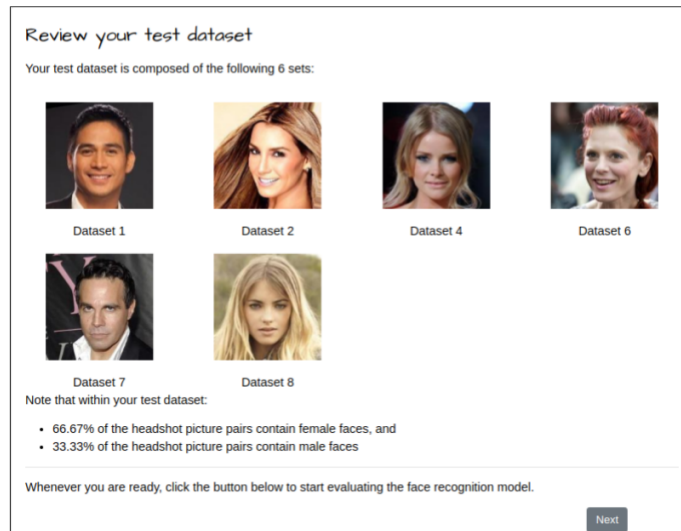 Review your test dataset
Your test dataset is composed of the following 6 sets:
Dataset 1
Dataset 2
Dataset 4
Dataset 6
Dataset 7
Dataset 8
Note that within your test dataset:
• 66.67% of the headshot picture pairs contain female faces, and
• 33.33% of the headshot picture pairs contain male faces
Whenever you are ready, click the button below to start evaluating the face recognition model.
Next